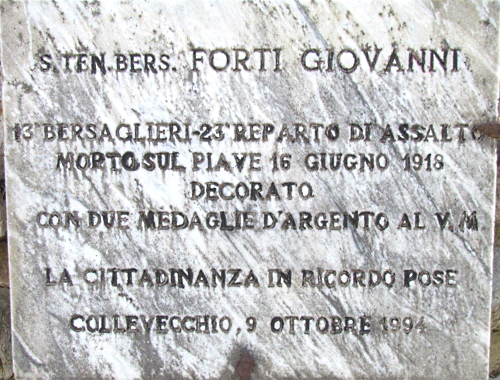 S. TEN. BERS. FORTI GIOVANNI
13° BERSAGLIERI-23° REPARTO DI ASSALTO
MORTO SUL PIAVE 16 GIUGNO 1918
DECORATO
CON DUE MEDAGLIE D'ARGENTO AL V.M
LA CITTADINANZA IN RICORDO POSE
COLLEVECCHIO, 9 OTTOBRE 1994